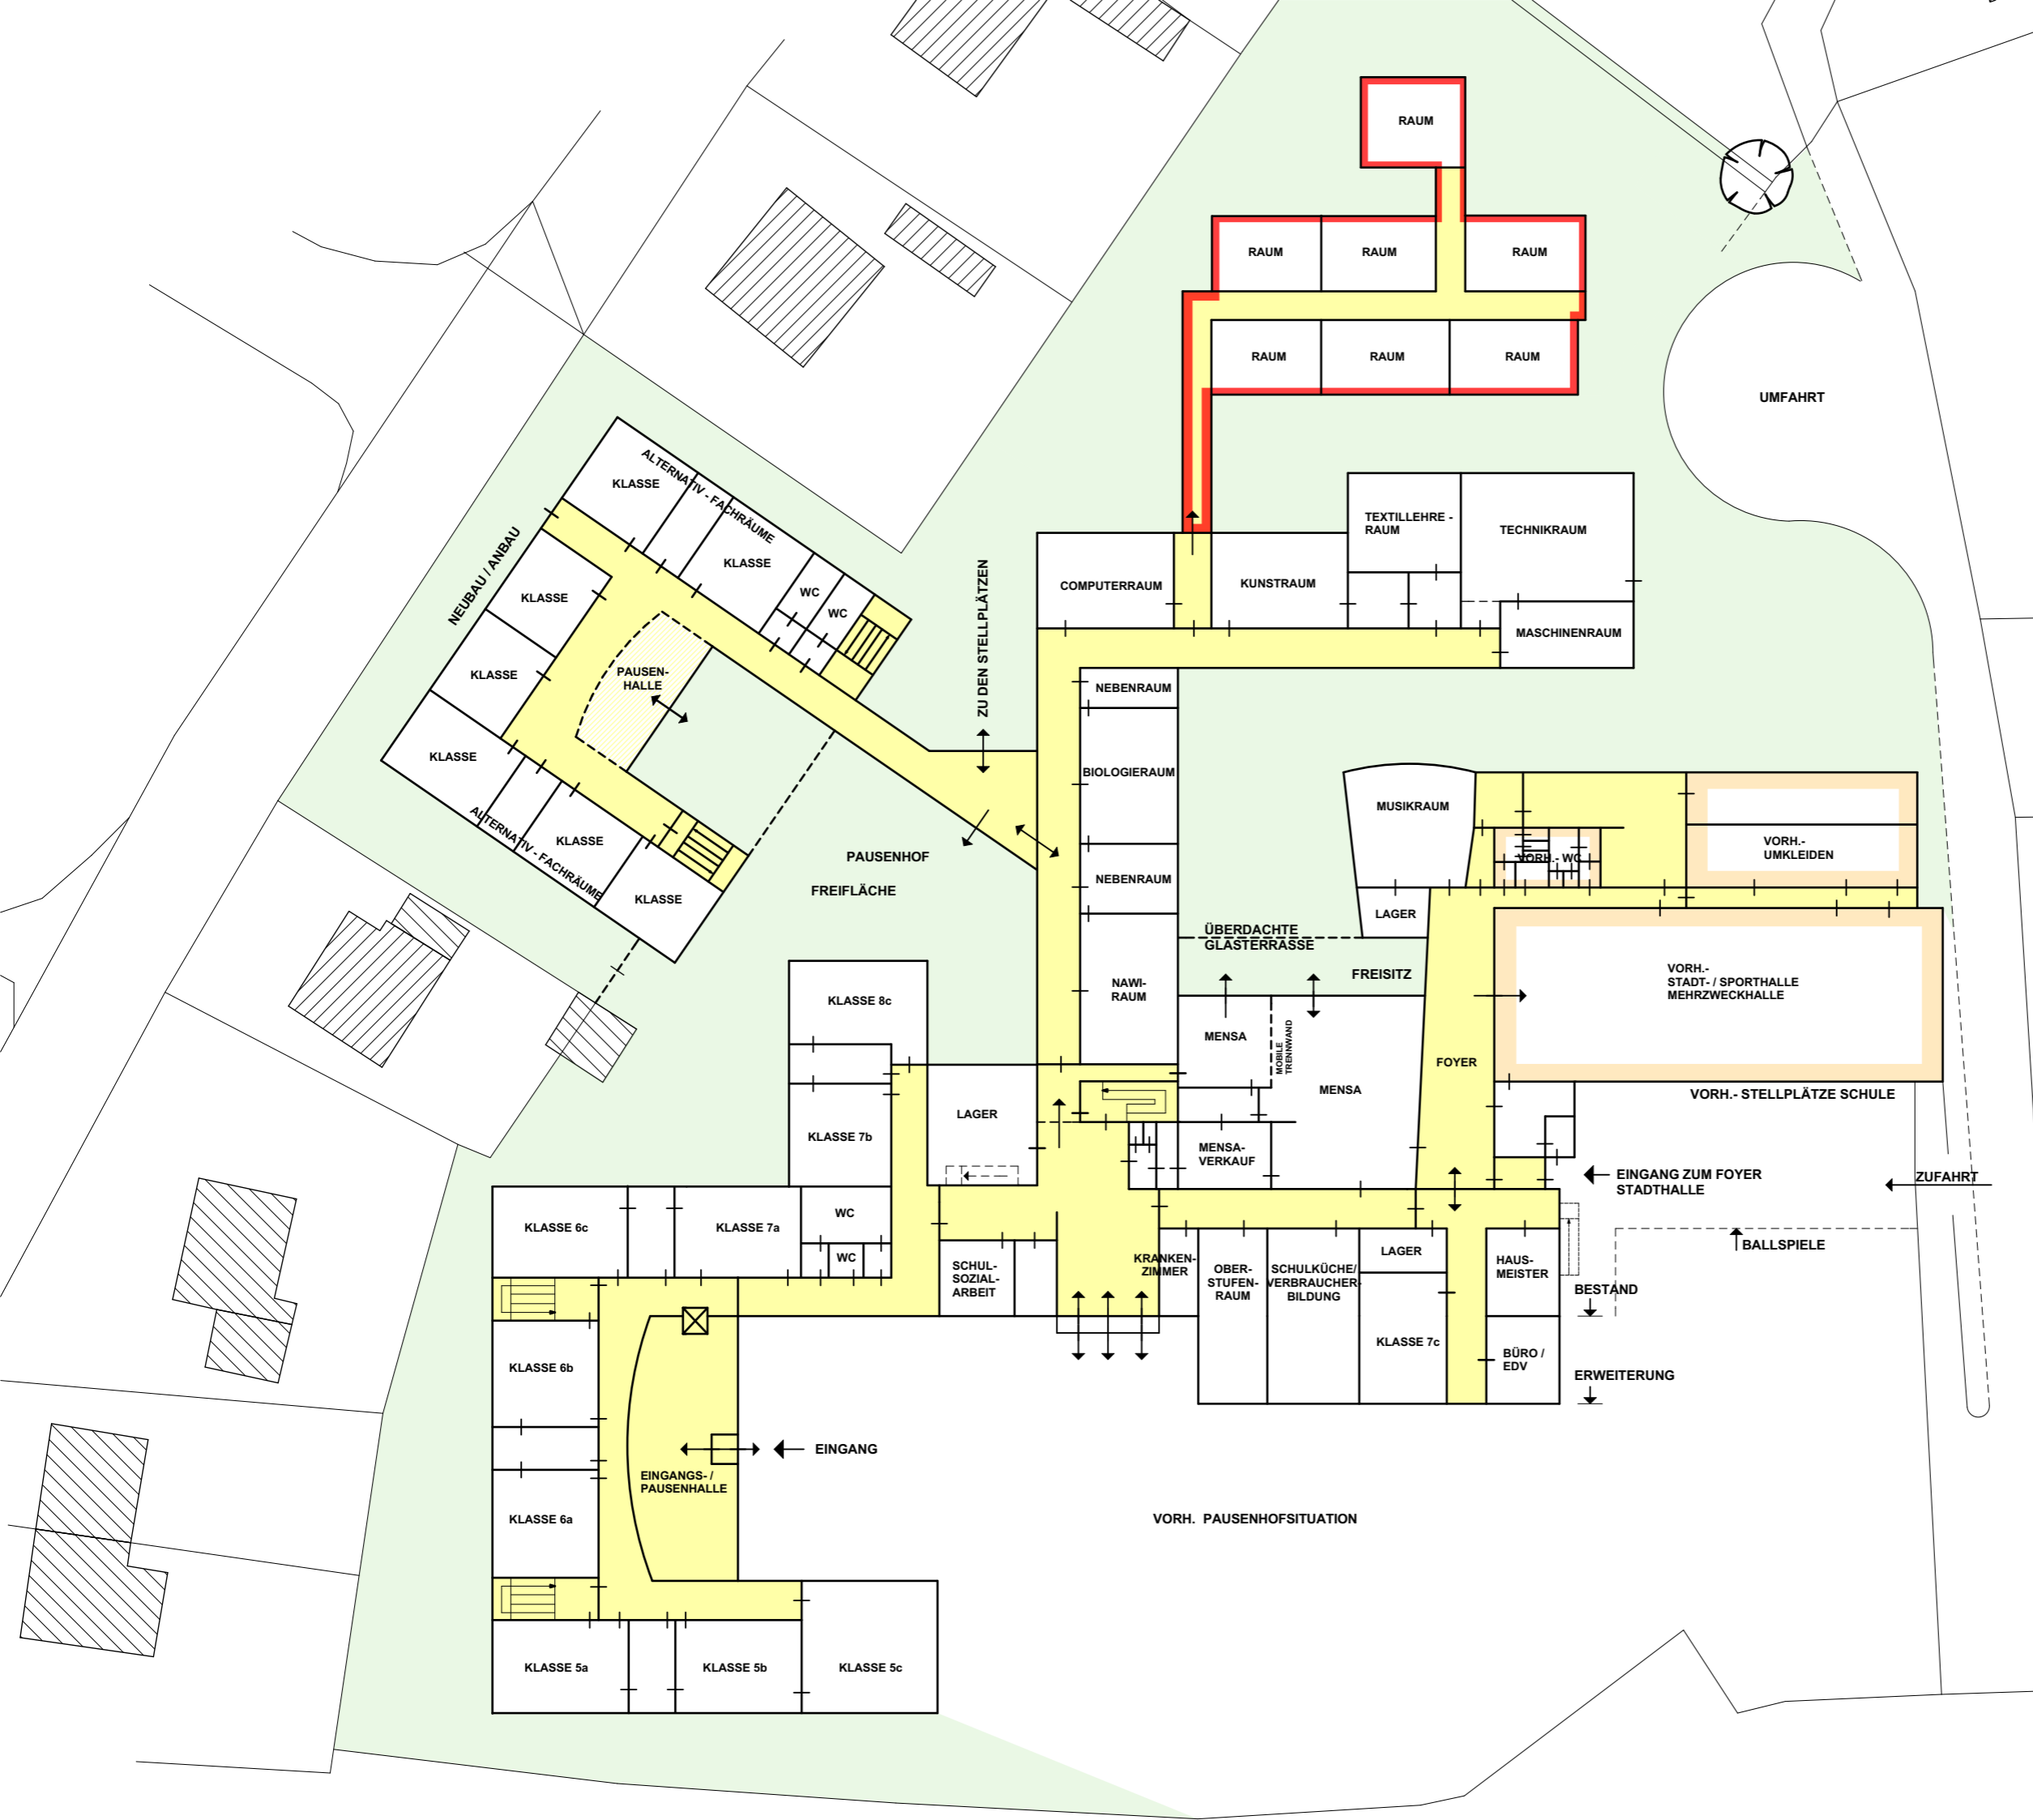 RAUM
RAUM
RAUM
RAUM
RAUM
RAUM
RAUM
UMFAHRT
ALTERNATIV - FACHRÄUME
KLASSE
NEUBAU / ANBAU
KLASSE
KLASSE
WC
WC
KLASSE
KLASSE
PAUSEN-
HALLE
KLASSE
KLASSE
ALTERNATIV - FACHRÄUME
KLASSE
ZU DEN STELLPLÄTZEN
COMPUTERRAUM
KUNSTRAUM
TEXTILLEHRE -
RAUM
TECHNIKRAUM
MASCHINENRAUM
NEBENRAUM
BIOLOGIERAUM
NEBENRAUM
NAWI-
RAUM
PAUSENHOF
FREIFLÄCHE
MUSIKRAUM
LAGER
VORH.- WC
VORH.-
UMKLEIDEN
ÜBERDACHTE
GLASTERRASSE
FREISITZ
VORH.-
STADT- / SPORTHALLE
MEHRZWECKHALLE
KLASSE 8c
KLASSE 7b
LAGER
MENSA
MOBILE
TRENNWAND
MENSA
FOYER
MENSA-
VERKAUF
VORH.- STELLPLÄTZE SCHULE
EINGANG ZUM FOYER
STADTHALLE
ZUFAHRT
BALLSPIELE
KLASSE 6c
KLASSE 7a
WC
WC
SCHUL-
SOZIAL-
ARBEIT
KRANKEN-
ZIMMER
OBER-
STUFEN-
RAUM
SCHULKÜCHE/
VERBRAUCHER-
BILDUNG
LAGER
KLASSE 7c
HAUS-
MEISTER
BÜRO /
EDV
BESTAND
ERWEITERUNG
KLASSE 6b
KLASSE 6a
EINGANGS- /
PAUSENHALLE
EINGANG
VORH. PAUSENHOFSITUATION
KLASSE 5a
KLASSE 5b
KLASSE 5c